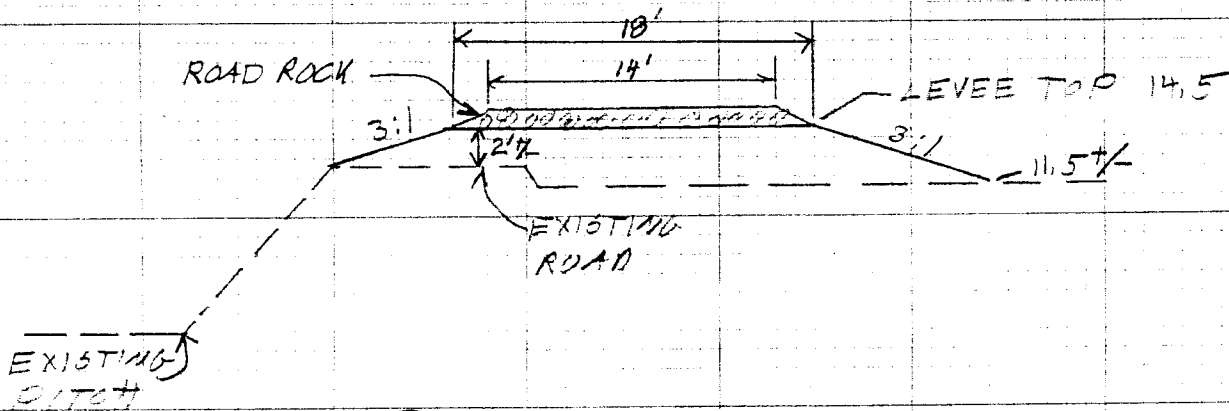 18'
14'
ROAD ROCK
LEVEE TOP 14.5
3:1
2'±
3:1
11.5 +/-
EXISTING
ROAD
EXISTING
DITCH